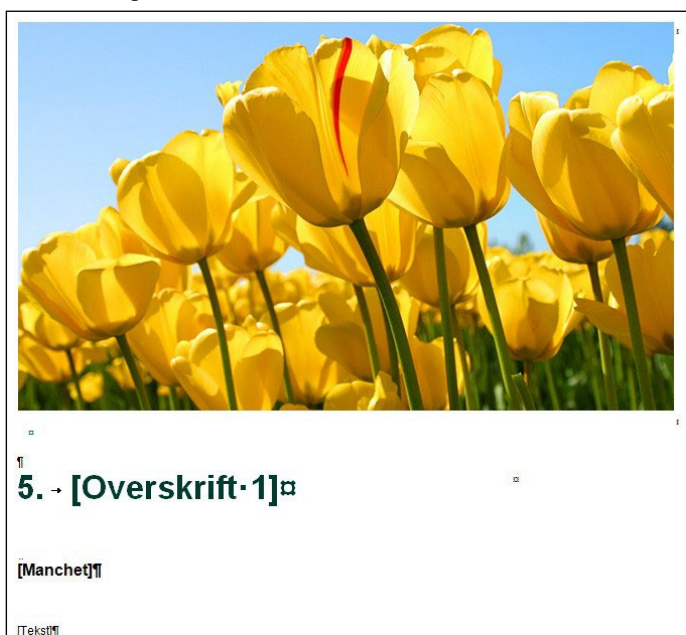 ¤
¤
¤
¶
5. → [Overskrift·1]¤ ¤
[Manchet]¶
[Tekst]¶